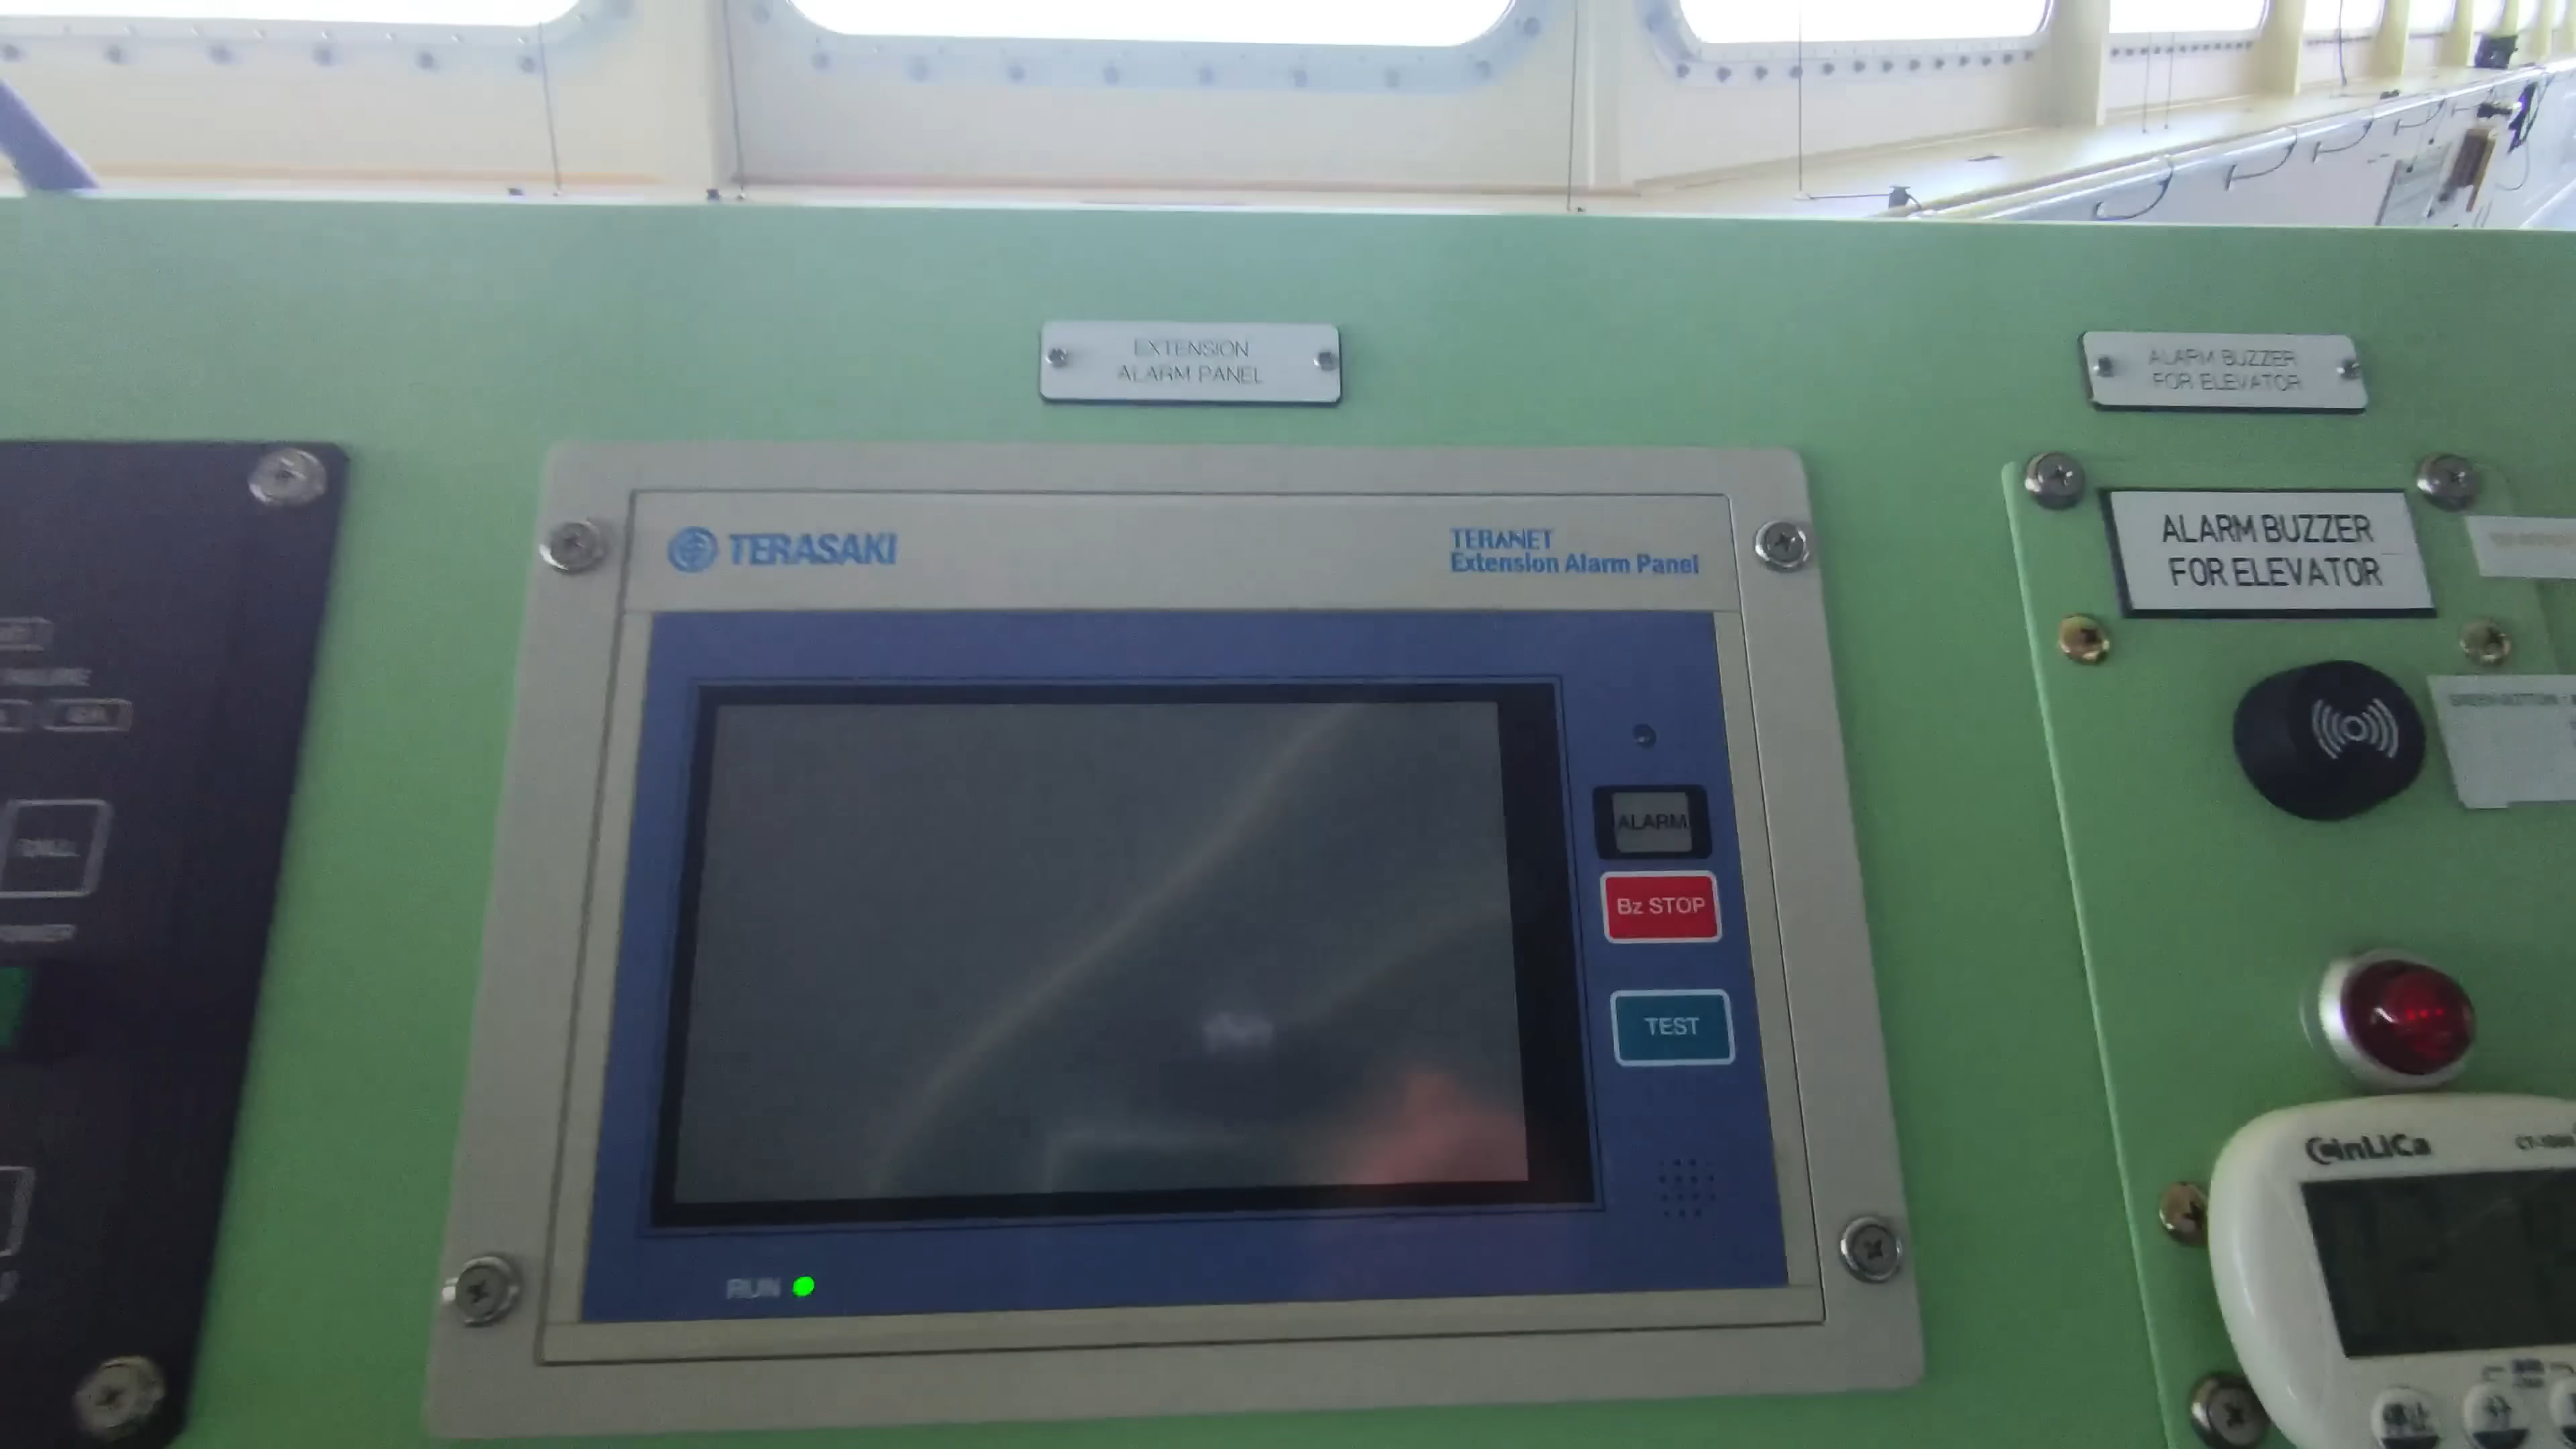 EXTENSION
ALARM PANEL
ALARM BUZZER
FOR ELEVATOR
TERASAKI
TERANET
Extension Alarm Panel
ALARM BUZZER
FOR ELEVATOR
ALARM
Bz STOP
TEST
RUN